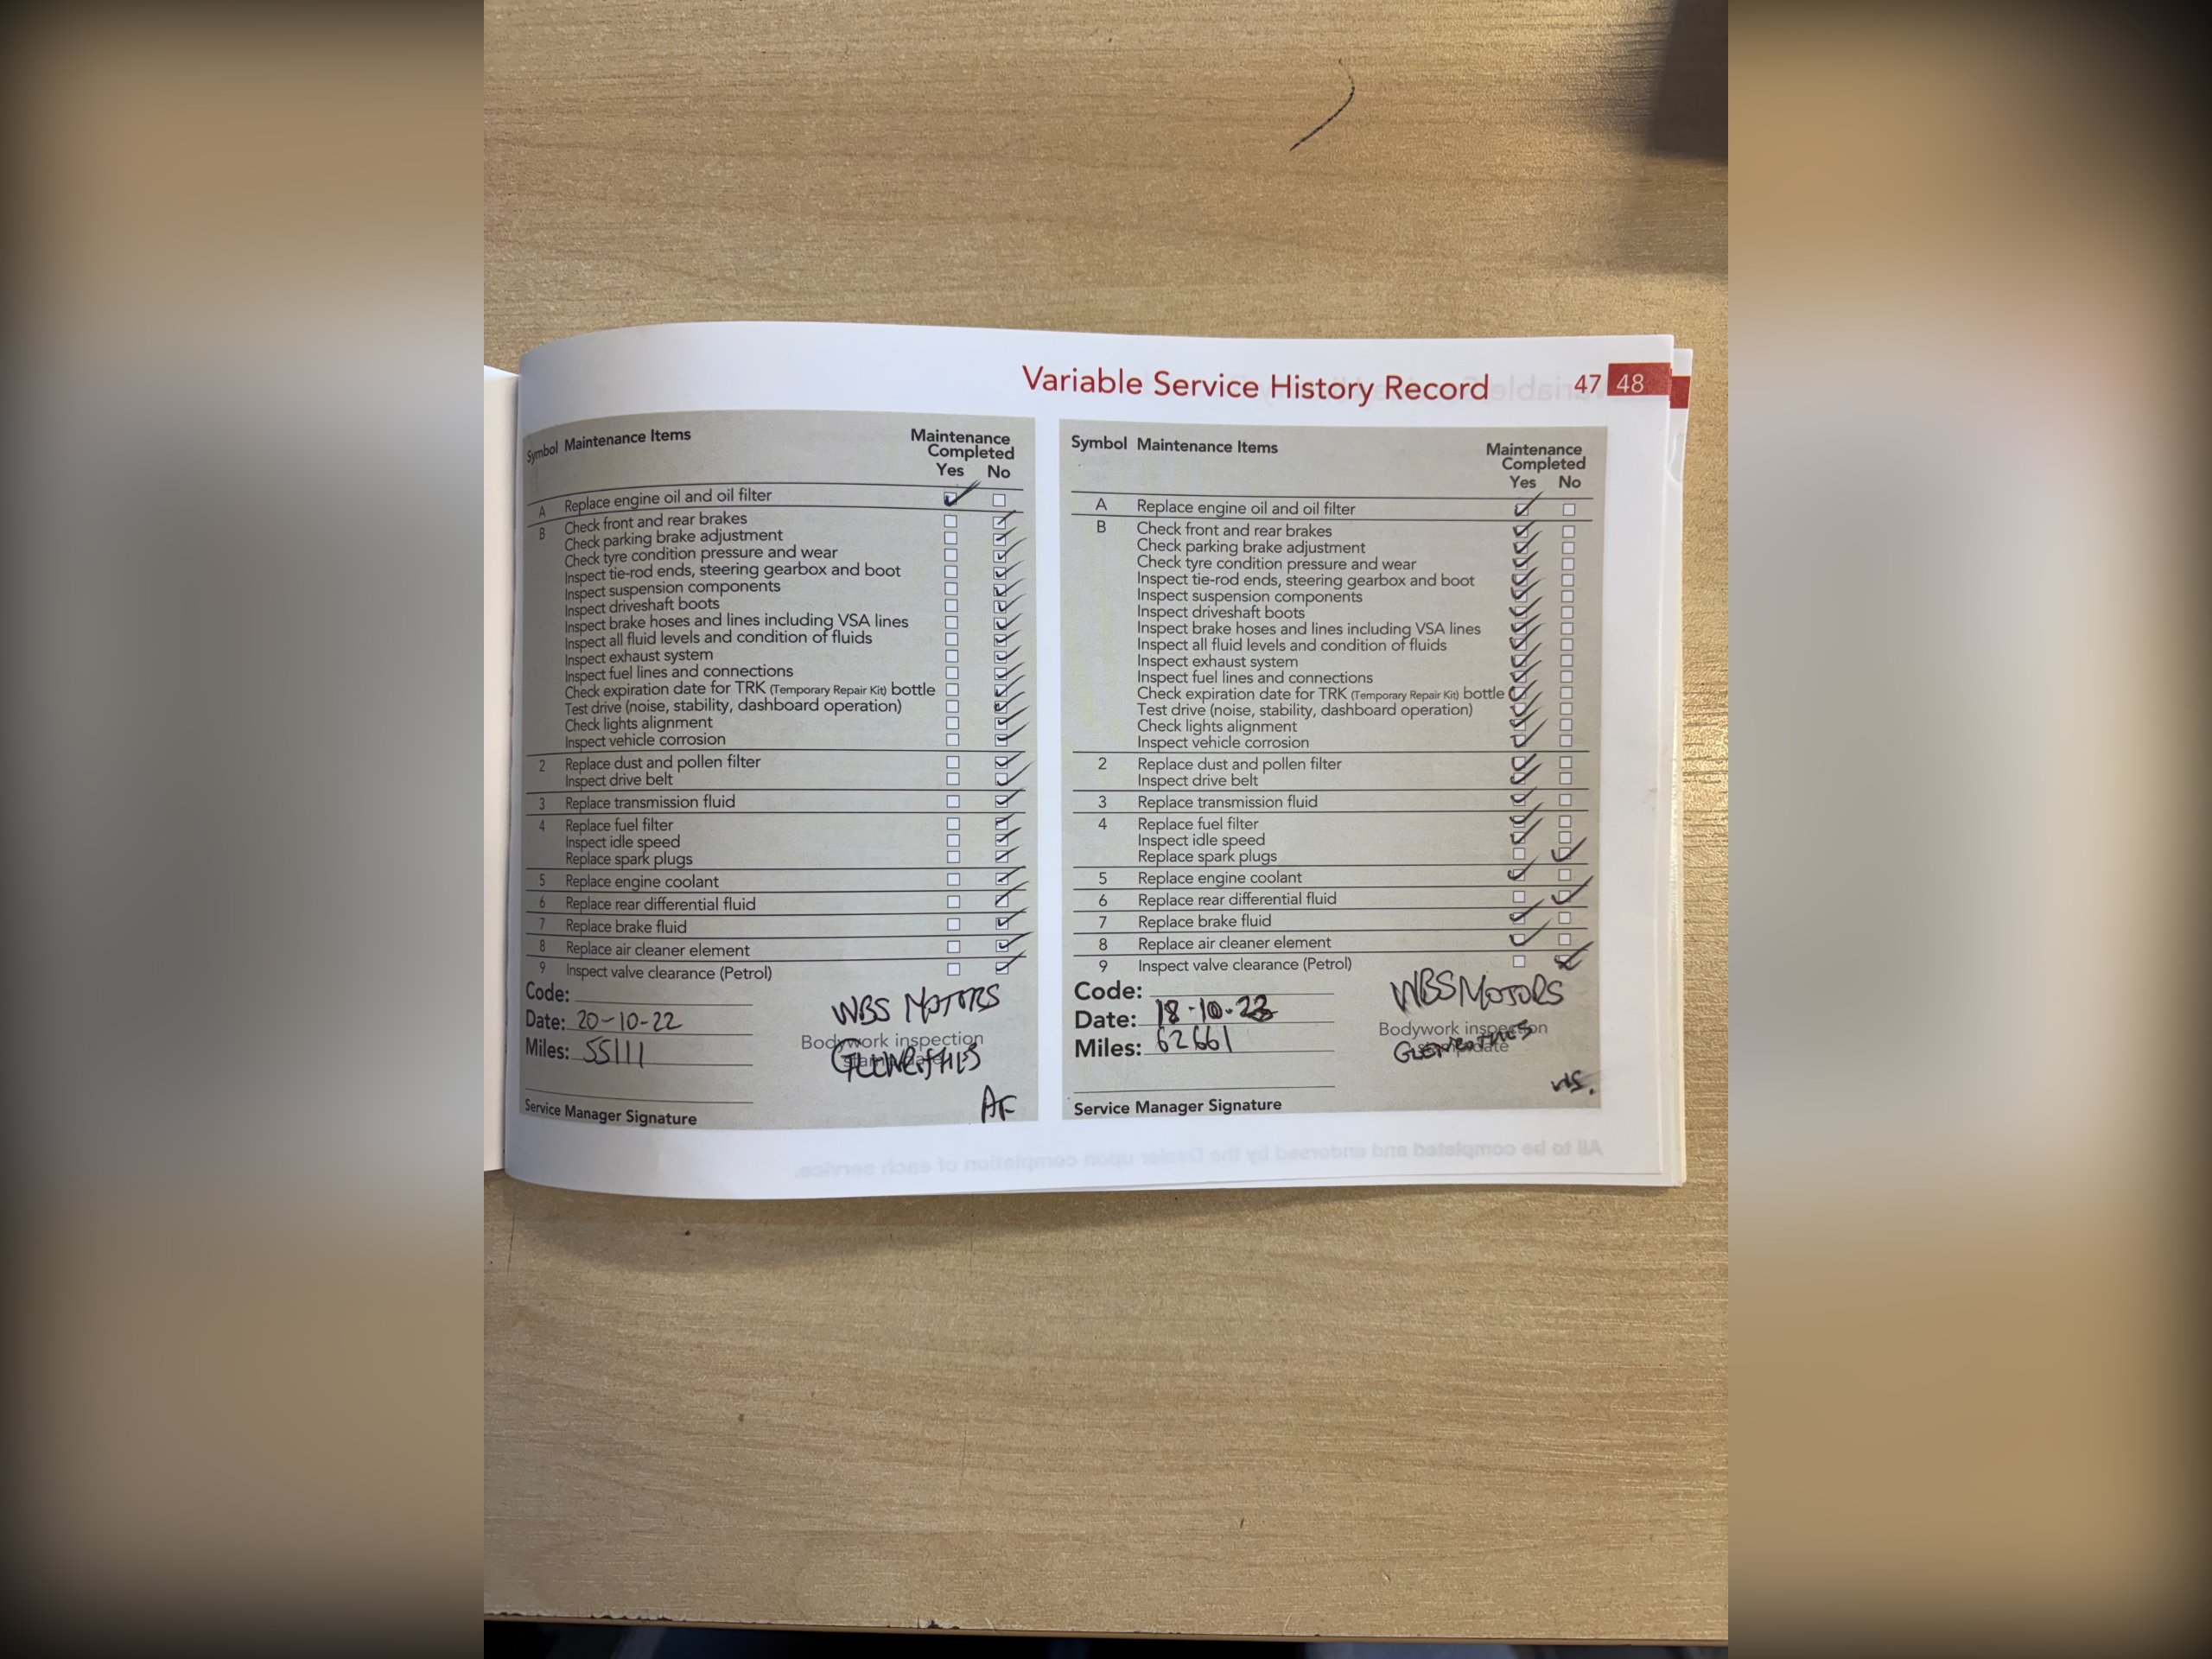 Variable Service History Record 47 48
Symbol Maintenance Items Maintenance Completed
Yes No
A Replace engine oil and oil filter
B Check front and rear brakes
Check parking brake adjustment
Check tyre condition pressure and wear
Inspect tie-rod ends, steering gearbox and boot
Inspect suspension components
Inspect driveshaft boots
Inspect brake hoses and lines including VSA lines
Inspect all fluid levels and condition of fluids
Inspect exhaust system
Inspect fuel lines and connections
Check expiration date for TRK (Temporary Repair Kit) bottle
Test drive (noise, stability, dashboard operation)
Check lights alignment
Inspect vehicle corrosion
2 Replace dust and pollen filter
Inspect drive belt
3 Replace transmission fluid
4 Replace fuel filter
Inspect idle speed
Replace spark plugs
5 Replace engine coolant
6 Replace rear differential fluid
7 Replace brake fluid
8 Replace air cleaner element
9 Inspect valve clearance (Petrol)
Code:
WBS MOTORS
Date: 20-10-22
Bodywork inspection
Miles: 55111
AF
Service Manager Signature
Symbol Maintenance Items Maintenance Completed
Yes No
A Replace engine oil and oil filter
B Check front and rear brakes
Check parking brake adjustment
Check tyre condition pressure and wear
Inspect tie-rod ends, steering gearbox and boot
Inspect suspension components
Inspect driveshaft boots
Inspect brake hoses and lines including VSA lines
Inspect all fluid levels and condition of fluids
Inspect exhaust system
Inspect fuel lines and connections
Check expiration date for TRK (Temporary Repair Kit) bottle
Test drive (noise, stability, dashboard operation)
Check lights alignment
Inspect vehicle corrosion
2 Replace dust and pollen filter
Inspect drive belt
3 Replace transmission fluid
4 Replace fuel filter
Inspect idle speed
Replace spark plugs
5 Replace engine coolant
6 Replace rear differential fluid
7 Replace brake fluid
8 Replace air cleaner element
9 Inspect valve clearance (Petrol)
Code:
WBS MOTORS
Date: 18-10-23
Bodywork inspection
Miles: 62661
Service Manager Signature
All to be completed and endorsed by the Dealer upon completion of each service.